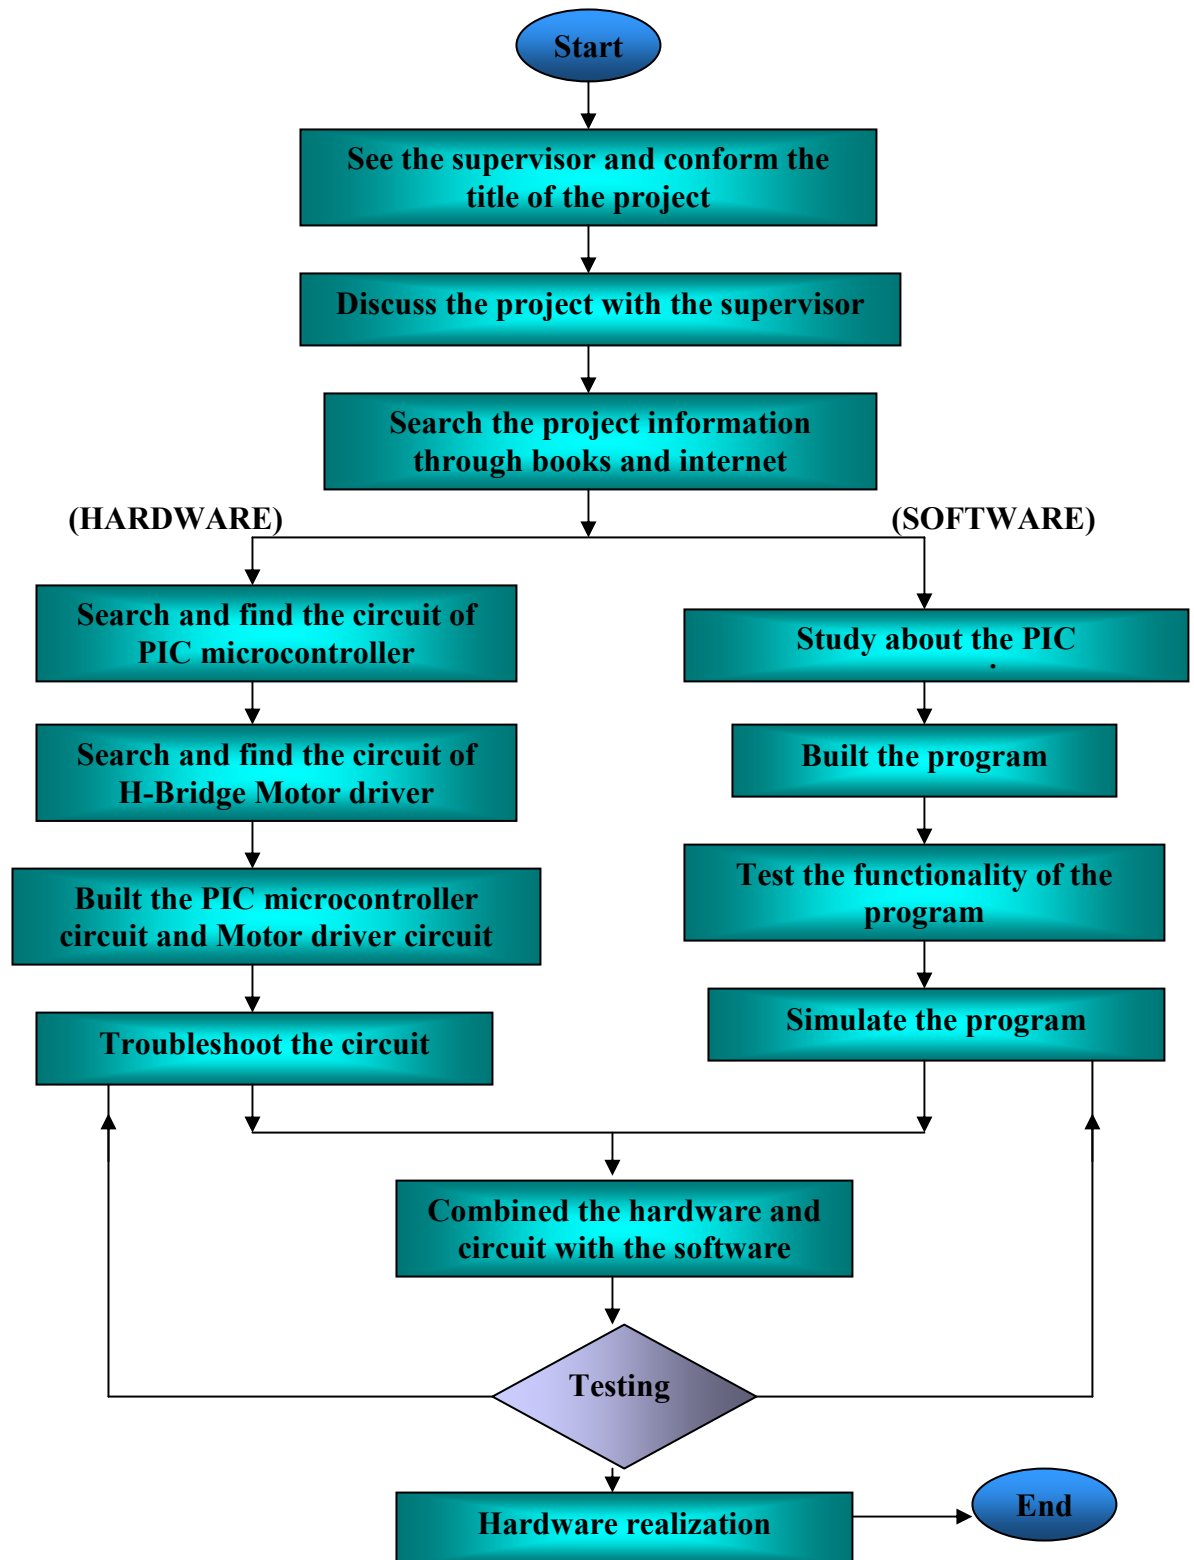 Start
See the supervisor and conform the
title of the project
Discuss the project with the supervisor
Search the project information
through books and internet
(HARDWARE)
(SOFTWARE)
Search and find the circuit of
PIC microcontroller
Search and find the circuit of
H-Bridge Motor driver
Built the PIC microcontroller
circuit and Motor driver circuit
Troubleshoot the circuit
Study about the PIC
Built the program
Test the functionality of the
program
Simulate the program
Combined the hardware and
circuit with the software
Testing
Hardware realization
End